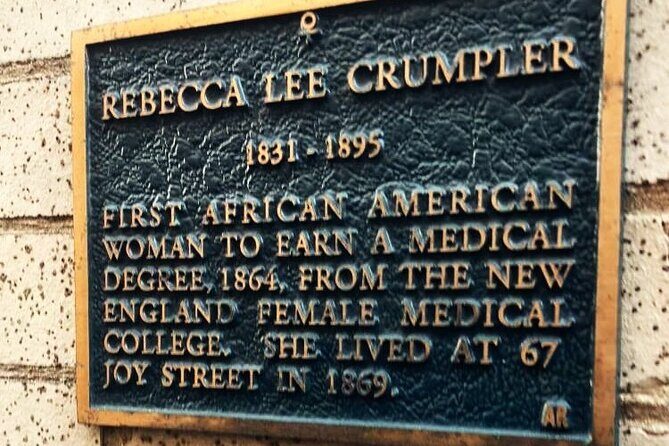 REBECCA LEE CRUMPLER
1831 - 1895
FIRST AFRICAN AMERICAN
WOMAN TO EARN A MEDICAL
DEGREE, 1864, FROM THE NEW
ENGLAND FEMALE MEDICAL
COLLEGE. SHE LIVED AT 67
JOY STREET IN 1869.
AR